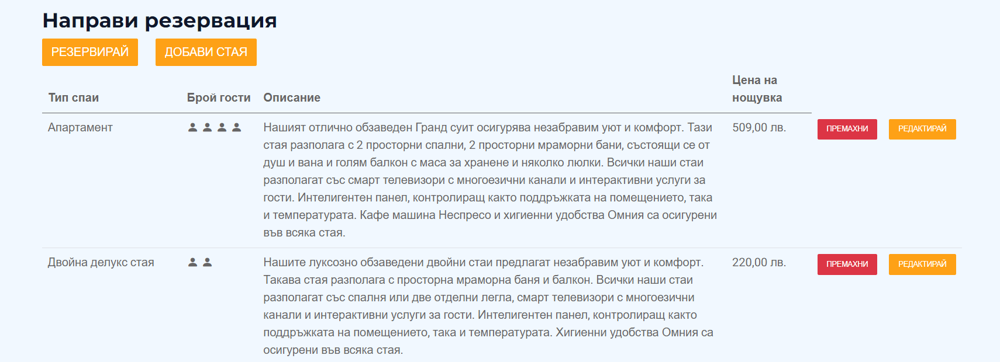 Направи резервация
РЕЗЕРВИРАЙ ДОБАВИ СТАЯ
Тип спаи Брой гости Описание Цена на
нощувка
Апартамент Нашият отлично обзаведен Гранд суит осигурява незабравим уют и комфорт. Тази 509,00 лв. ПРЕМАХНИ РЕДАКТИРАЙ
стая разполага с 2 просторни спални, 2 просторни мраморни бани, състоящи се от
душ и вана и голям балкон с маса за хранене и няколко люлки. Всички наши стаи
разполагат със смарт телевизори с многоезични канали и интерактивни услуги за
гости. Интелигентен панел, контролиращ както поддръжката на помещението, така
и температурата. Кафе машина Неспресо и хигиенни удобства Омния са осигурени
във всяка стая.
Двойна делукс стая Нашите луксозно обзаведени двойни стаи предлагат незабравим уют и комфорт. 220,00 лв. ПРЕМАХНИ РЕДАКТИРАЙ
Такава стая разполага с просторна мраморна баня и балкон. Всички наши стаи
разполагат със спалня или две отделни легла, смарт телевизори с многоезични
канали и интерактивни услуги за гости. Интелигентен панел, контролиращ както
поддръжката на помещението, така и температурата. Хигиенни удобства Омния са
осигурени във всяка стая.